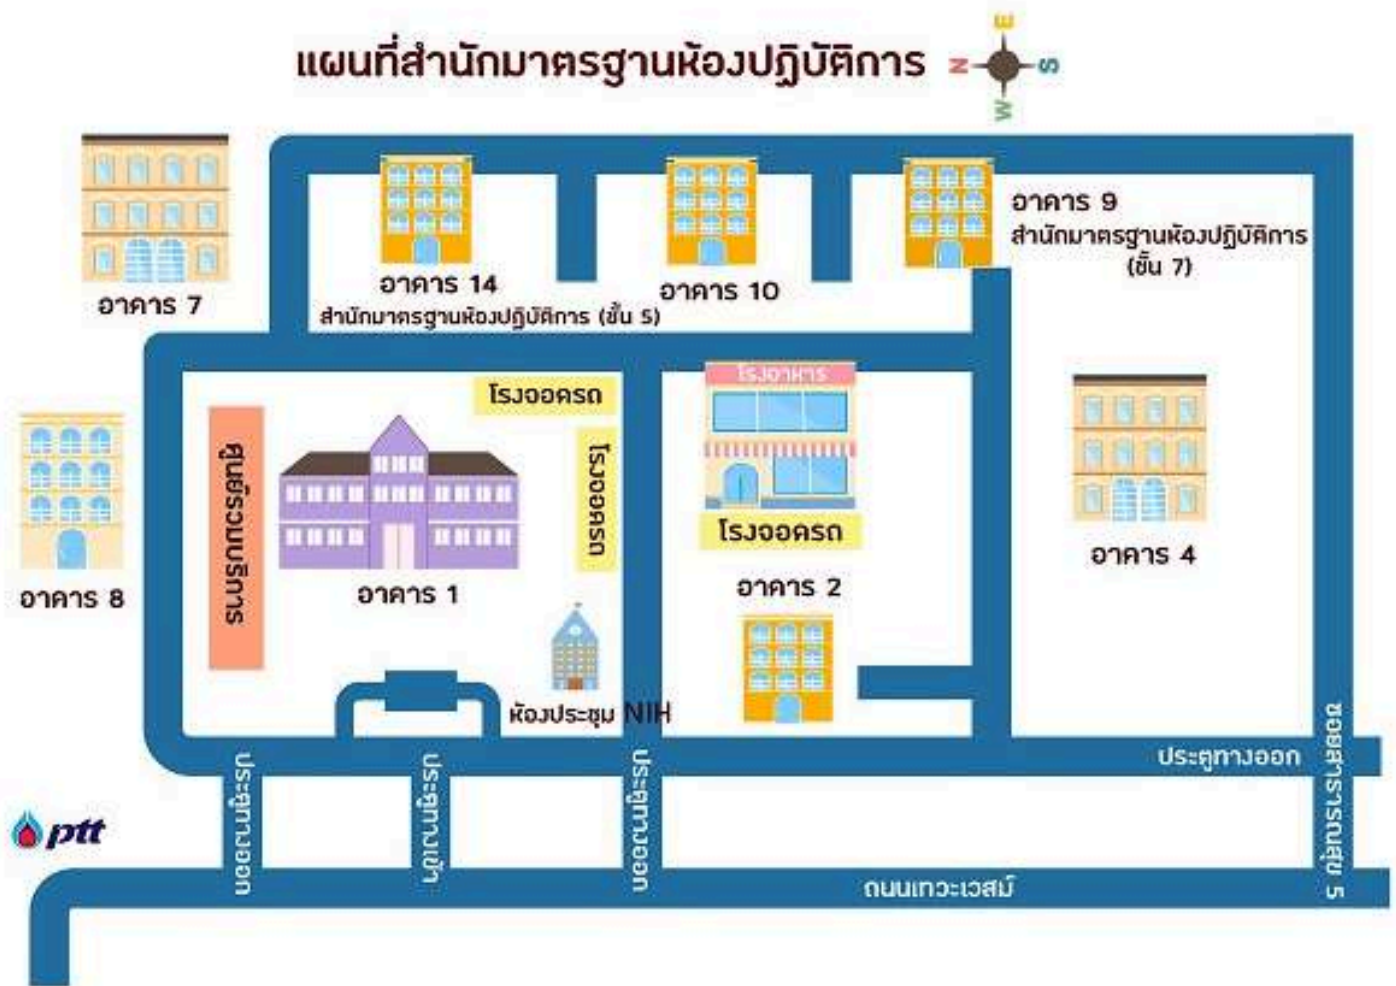 แผนที่สำนักมาตรฐานห้องปฏิบัติการ
E
N
S
W
อาคาร 7
อาคาร 14
สำนักมาตรฐานห้องปฏิบัติการ (ชั้น 5)
อาคาร 10
อาคาร 9
สำนักมาตรฐานห้องปฏิบัติการ
(ชั้น 7)
อาคาร 8
ศูนย์รวมบริการ
โรงจอดรถ
โรงจอดรถ
อาคาร 1
ห้องประชุม NIH
โรงอาหาร
โรงจอดรถ
อาคาร 2
อาคาร 4
ซอยสาธารณสุข 5
ประตูทางออก
ประตูทางออก
ประตูทางเข้า
ประตูทางออก
ptt
ถนนเทวะเวสม์